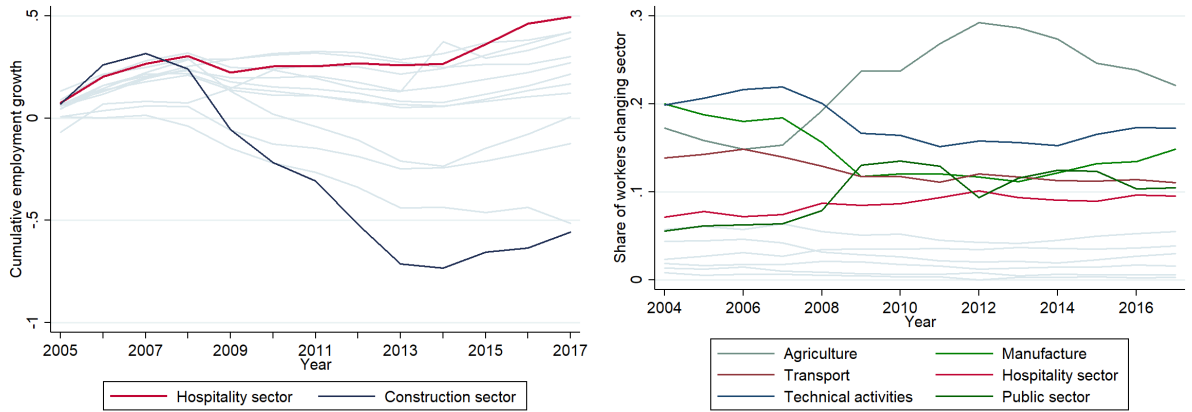 Cumulative employment growth
.5
0
-.5
-1
2005 2007 2009 2011 2013 2015 2017
Year
Hospitality sector Construction sector
Share of workers changing sector
.3
.2
.1
0
2004 2006 2008 2010 2012 2014 2016
Year
Agriculture Manufacture
Transport Hospitality sector
Technical activities Public sector